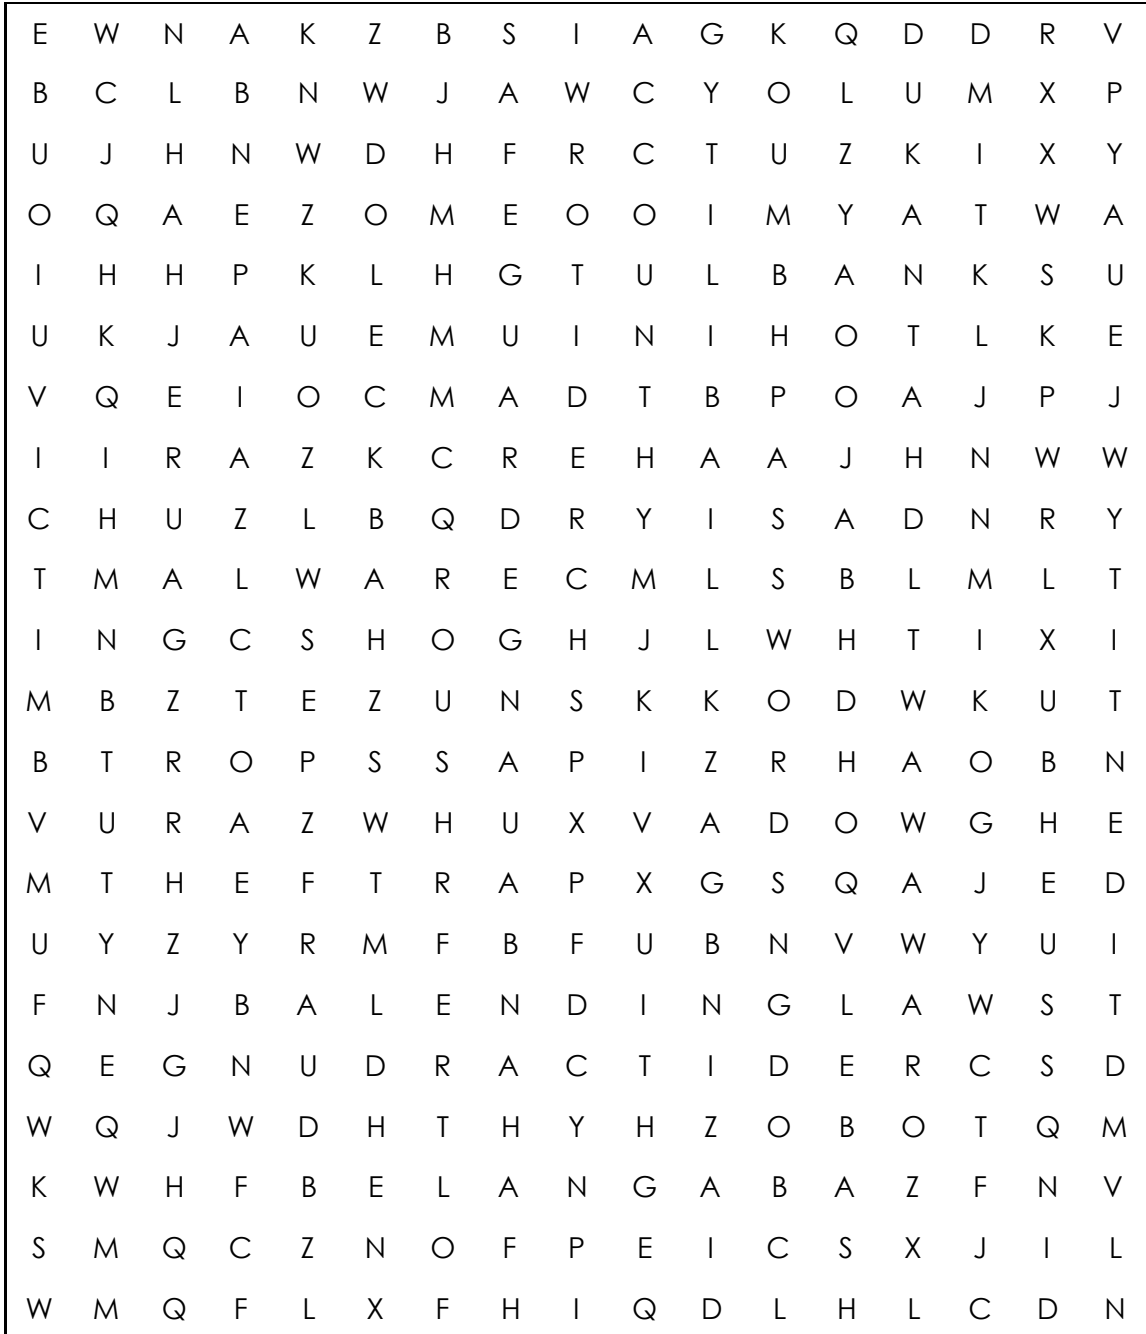 E W N A K Z B S I A G K Q D D R V
B C L B N W J A W C Y O L U M X P
U J H N W D H F R C T U Z K I X Y
O Q A E Z O M E O O I M Y A T W A
I H H P K L H G T U L B A N K S U
U K J A U E M U I N I H O T L K E
V Q E I O C M A D T B P O A J P J
I I R A Z K C R E H A A J H N W W
C H U Z L B Q D R Y I S A D N R Y
T M A L W A R E C M L S B L M L T
I N G C S H O G H J L W H T I X I
M B Z T E Z U N S K K O D W K U T
B T R O P S S A P I Z R H A O B N
V U R A Z W H U X V A D O W G H E
M T H E F T R A P X G S Q A J E D
U Y Z Y R M F B F U B N V W Y U I
F N J B A L E N D I N G L A W S T
Q E G N U D R A C T I D E R C S D
W Q J W D H T H Y H Z O B O T Q M
K W H F B E L A N G A B A Z F N V
S M Q C Z N O F P E I C S X J I L
W M Q F L X F H I Q D L H L C D N